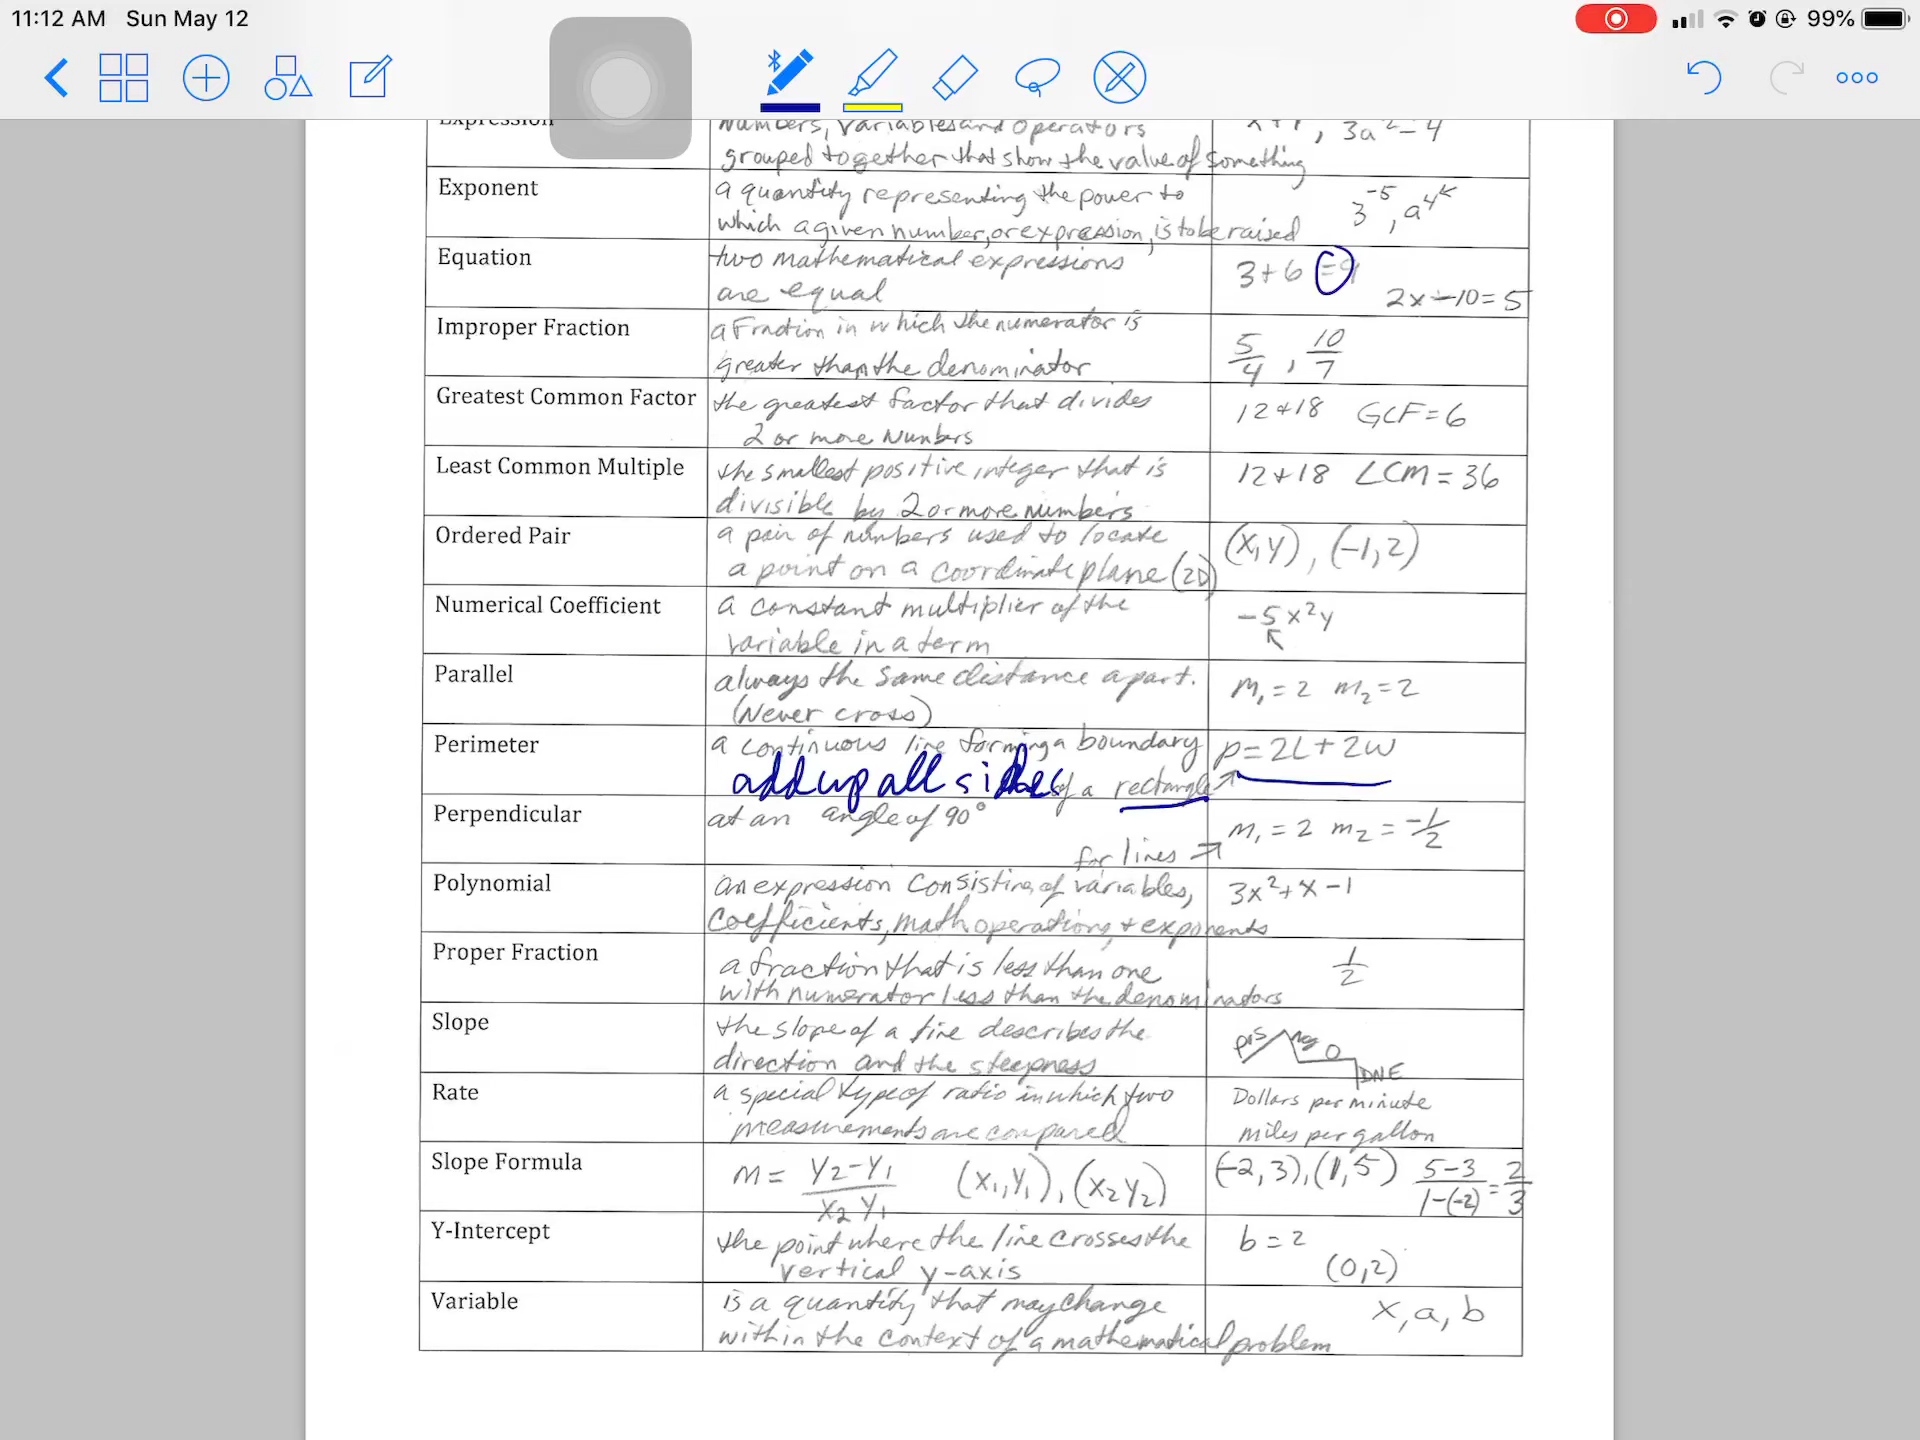 11:12 AM Sun May 12
99%
Expression
numbers, variables and operators
grouped together that show the value of something
, 3a²-4
Exponent
a quantity representing the power to
which a given number, or expression, is to be raised
3⁻⁵, a⁴ᵏ
Equation
two mathematical expressions
are equal
3+6=9
2x-10=5
Improper Fraction
a Fraction in which the numerator is
greater than the denominator
5/4 , 10/7
Greatest Common Factor
the greatest factor that divides
2 or more Numbrs
12+18 GCF=6
Least Common Multiple
the smallest positive integer that is
divisible by 2 or more numbers
12+18 LCM=36
Ordered Pair
a pair of numbers used to locate
a point on a coordinate plane (2D)
(x,y), (-1,2)
Numerical Coefficient
a constant multiplier of the
variable in a term
-5x²y
Parallel
always the same distance apart.
(Never cross)
m₁=2 m₂=2
Perimeter
a continuous line forming a boundary
add up all sides
of a rectangle
p=2L+2w
Perpendicular
at an angle of 90°
for lines
m₁=2 m₂=-1/2
Polynomial
an expression consisting of variables,
coefficients, math operations, + exponents
3x²+x-1
Proper Fraction
a fraction that is less than one
with numerator less than the denominators
1/2
Slope
the slope of a line describes the
direction and the steepness
pos neg 0
DNE
Rate
a special type of ratio in which two
measurements are compared
Dollars per minute
miles per gallon
Slope Formula
m= y₂-y₁ / x₂ y₁ (x₁,y₁), (x₂y₂)
(-2,3), (1,5) 5-3/1-(-2) = 2/3
Y-Intercept
the point where the line crosses the
vertical y-axis
b=2
(0,2)
Variable
is a quantity that may change
within the context of a mathematical problem
x, a, b